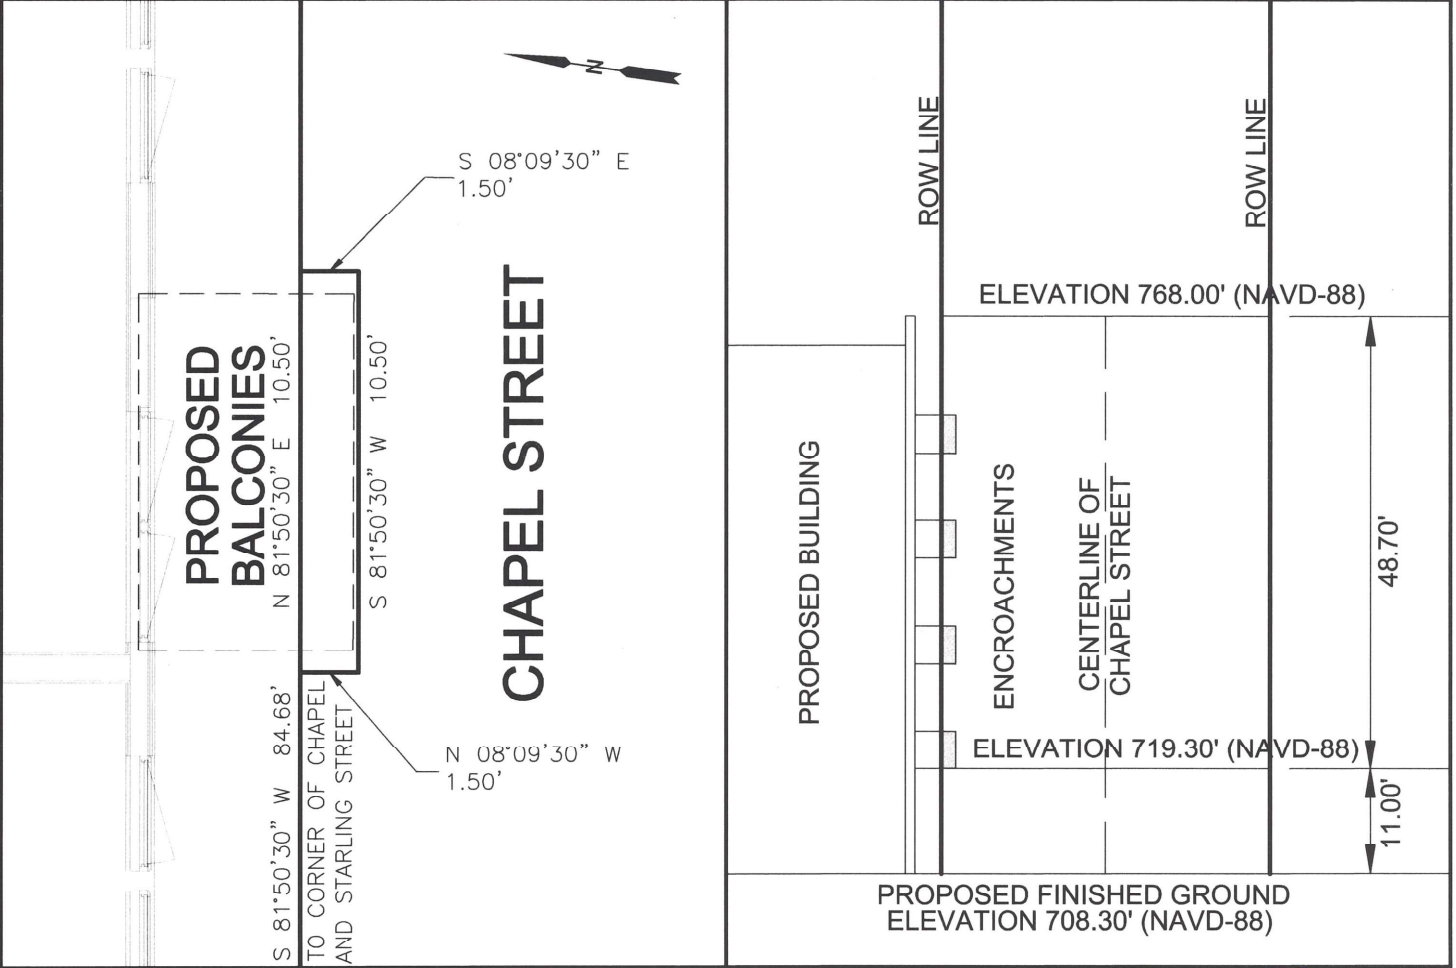 N
S 08°09'30" E
1.50'
PROPOSED
BALCONIES
N 81°50'30" E 10.50'
S 81°50'30" W 10.50'
CHAPEL STREET
N 08°09'30" W
1.50'
S 81°50'30" W 84.68'
TO CORNER OF CHAPEL
AND STARLING STREET
ROW LINE
ROW LINE
ELEVATION 768.00' (NAVD-88)
PROPOSED BUILDING
ENCROACHMENTS
CENTERLINE OF
CHAPEL STREET
48.70'
ELEVATION 719.30' (NAVD-88)
11.00'
PROPOSED FINISHED GROUND
ELEVATION 708.30' (NAVD-88)